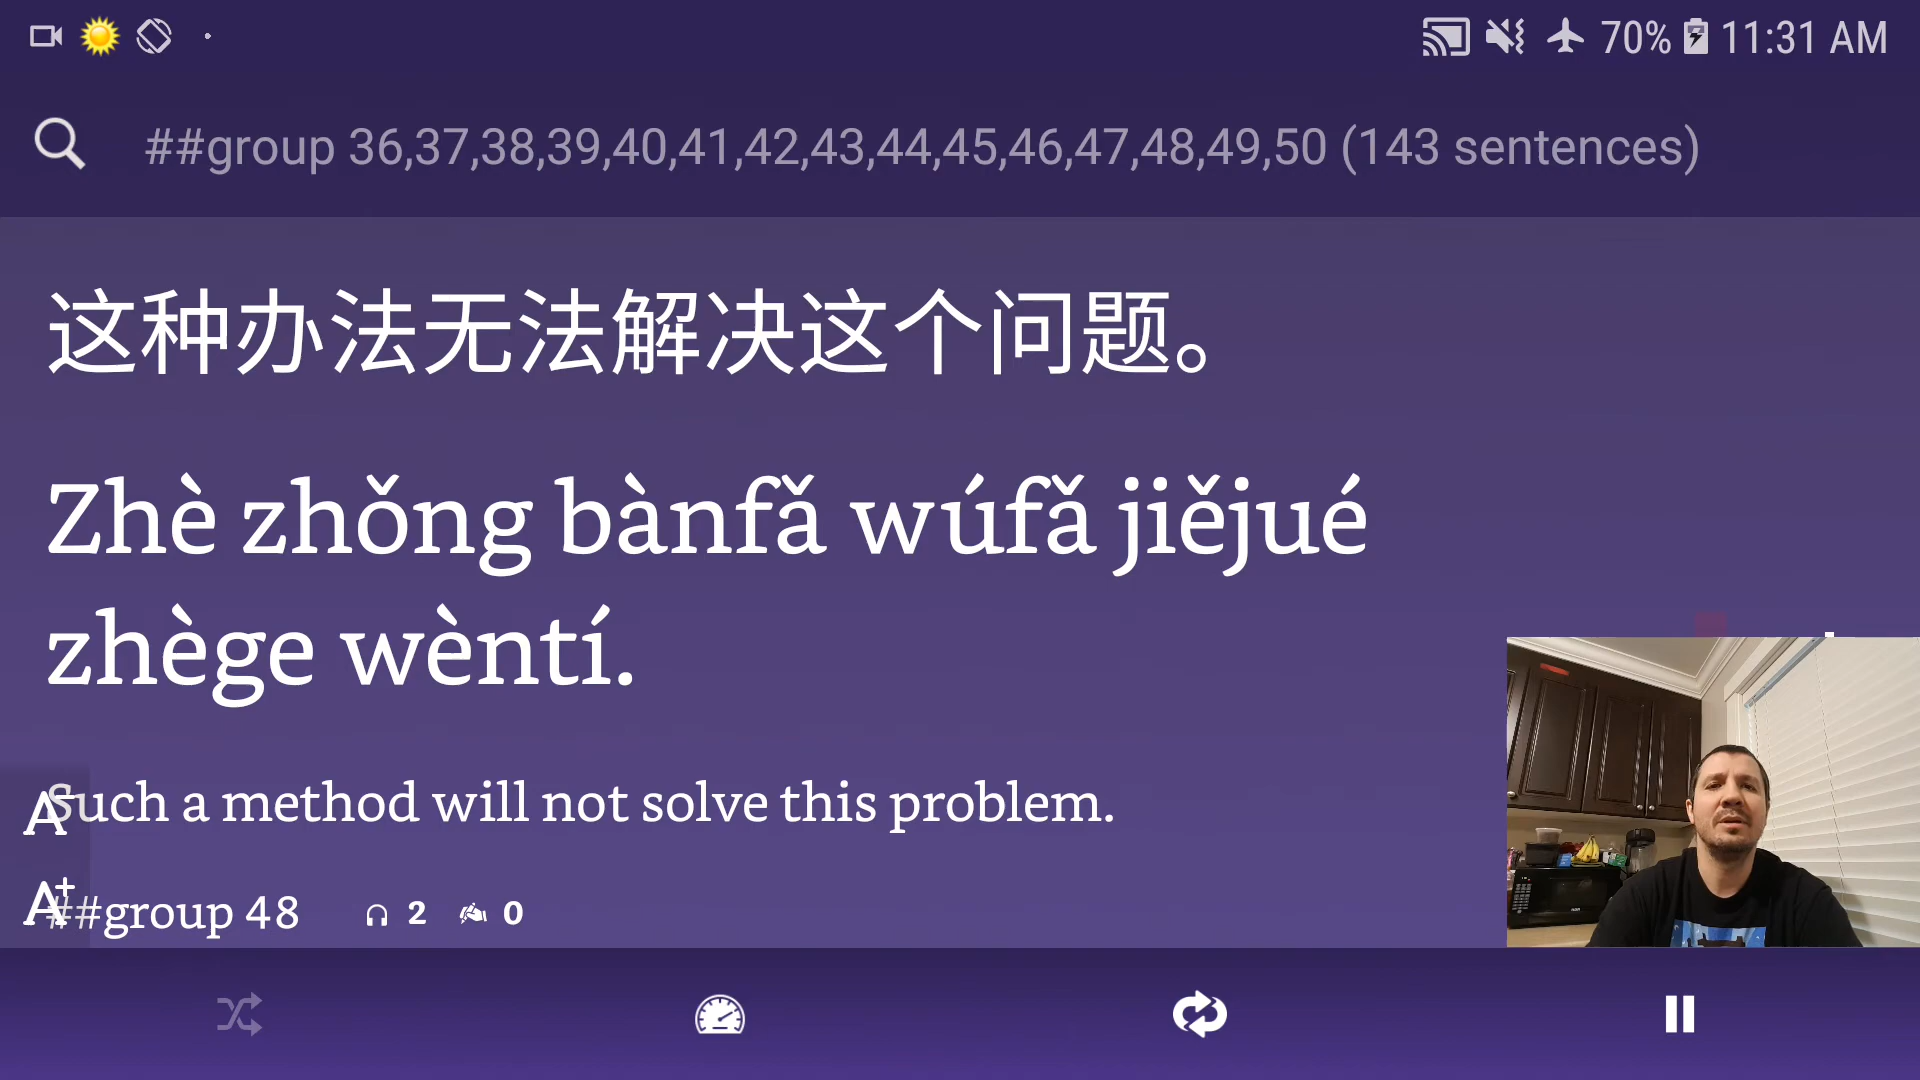 70% 11:31 AM
##group 36,37,38,39,40,41,42,43,44,45,46,47,48,49,50 (143 sentences)
这种办法无法解决这个问题。
Zhè zhǒng bànfǎ wúfǎ jiějué
zhège wèntí.
Such a method will not solve this problem.
A-
A+
##group 48 2 0